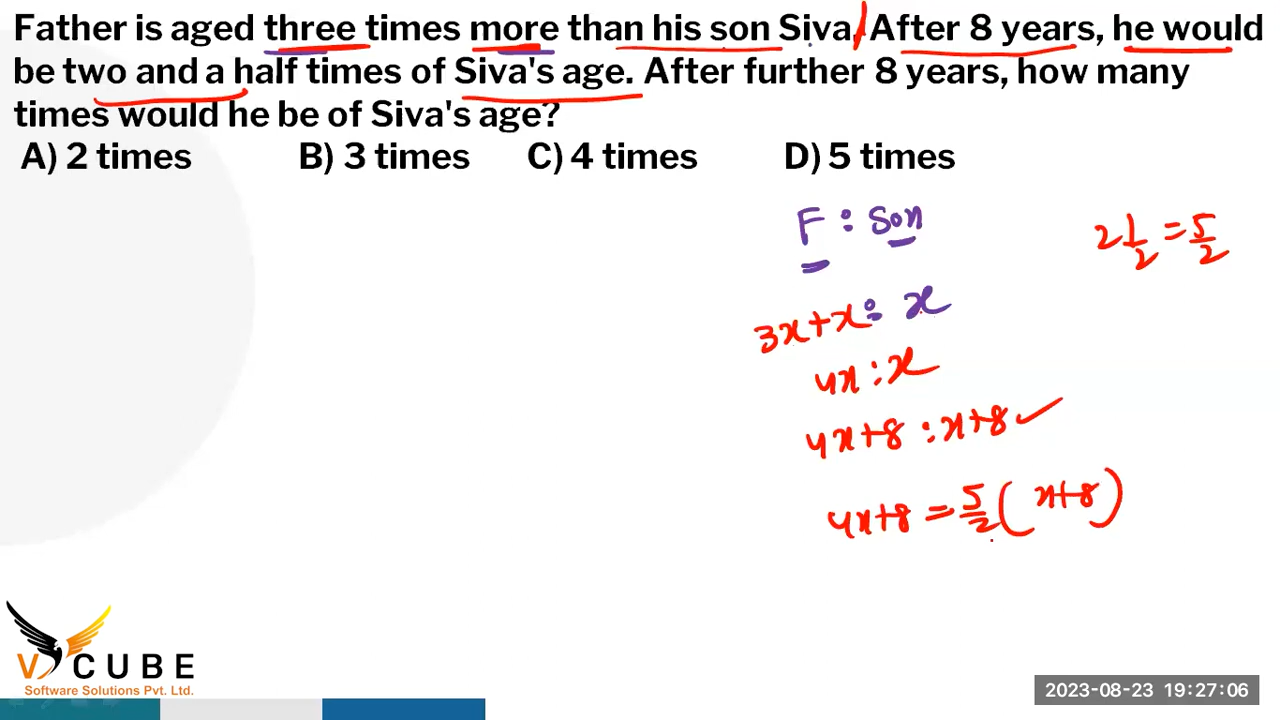 Father is aged three times more than his son Siva. After 8 years, he would
be two and a half times of Siva's age. After further 8 years, how many
times would he be of Siva's age?
A) 2 times B) 3 times C) 4 times D) 5 times
F : Son
2 1/2 = 5/2
3x+x : x
4x : x
4x+8 : x+8 ✓
4x+8 = 5/2 ( x+8 )
V CUBE
Software Solutions Pvt. Ltd.
2023-08-23 19:27:06